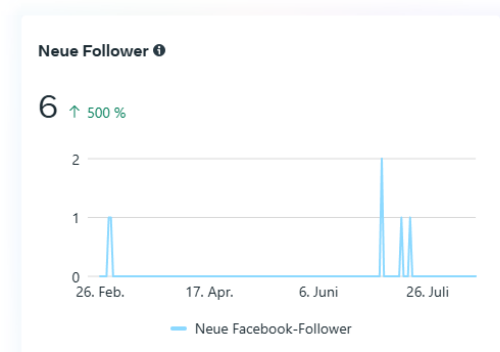 Neue Follower
6 ↑ 500 %
2
1
0
26. Feb. 17. Apr. 6. Juni 26. Juli
Neue Facebook-Follower